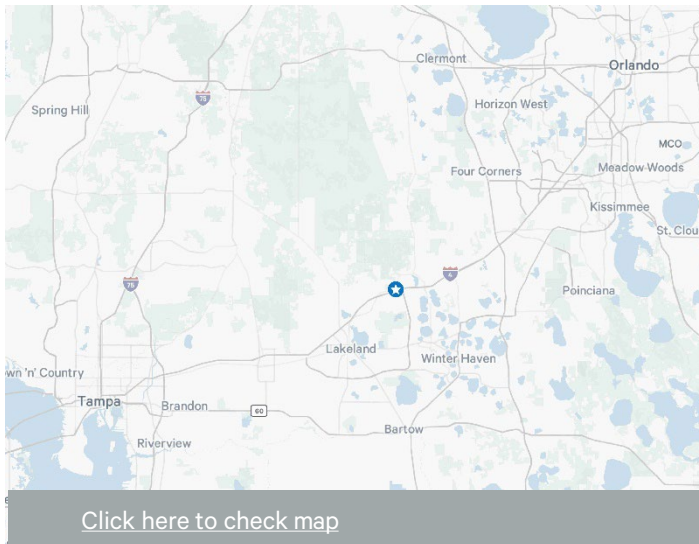 Clermont
Orlando
75
Spring Hill
Horizon West
MCO
Four Corners
Meadow Woods
Kissimmee
St. Clou
4
75
Poinciana
Lakeland
Winter Haven
own 'n' Country
Tampa
Brandon
60
Bartow
Riverview
Click here to check map